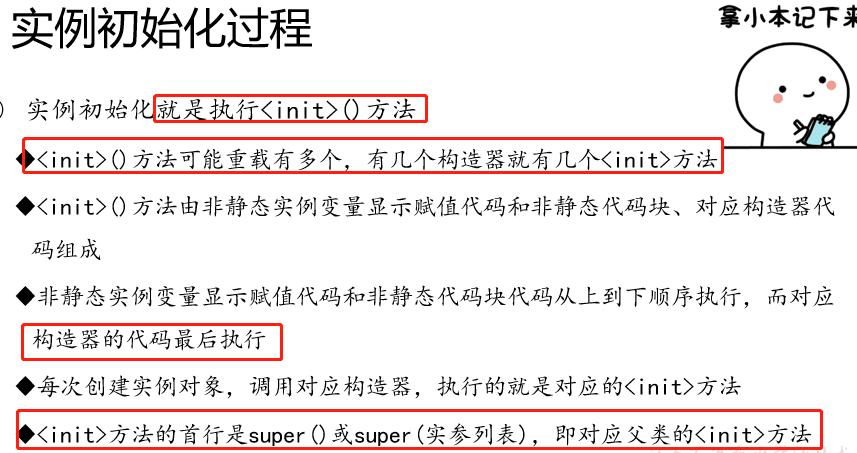 实例初始化过程
拿小本记下来
) 实例初始化就是执行<init>()方法
◆<init>()方法可能重载有多个，有几个构造器就有几个<init>方法
◆<init>()方法由非静态实例变量显示赋值代码和非静态代码块、对应构造器代
码组成
◆非静态实例变量显示赋值代码和非静态代码块代码从上到下顺序执行，而对应
构造器的代码最后执行
◆每次创建实例对象，调用对应构造器，执行的就是对应的<init>方法
◆<init>方法的首行是super()或super(实参列表)，即对应父类的<init>方法